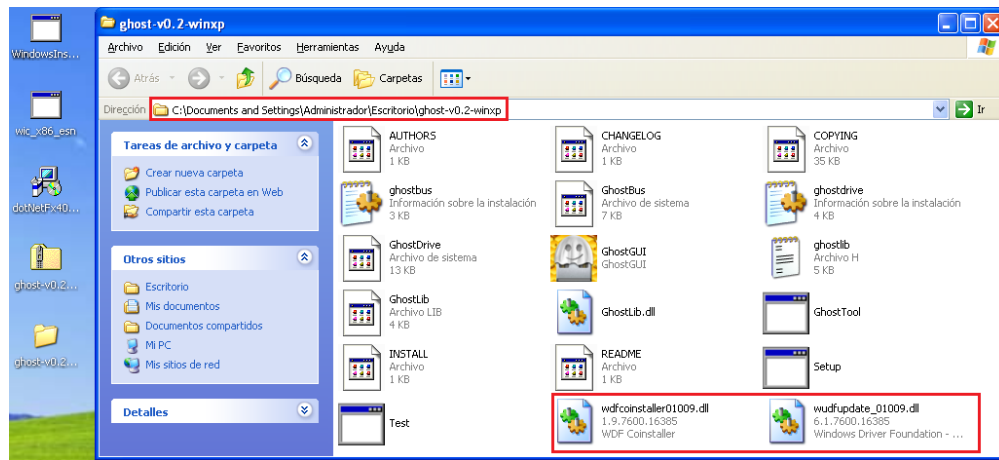 ghost-v0.2-winxp
Archivo Edición Ver Favoritos Herramientas Ayuda
Atrás Búsqueda Carpetas
Dirección C:\Documents and Settings\Administrador\Escritorio\ghost-v0.2-winxp Ir
WindowsIns...
wic_x86_esn
dotNetFx40...
ghost-v0.2...
ghost-v0.2...
Tareas de archivo y carpeta
Crear nueva carpeta
Publicar esta carpeta en Web
Compartir esta carpeta
Otros sitios
Escritorio
Mis documentos
Documentos compartidos
Mi PC
Mis sitios de red
Detalles
AUTHORS
Archivo
1 KB
CHANGELOG
Archivo
1 KB
COPYING
Archivo
35 KB
ghostbus
Información sobre la instalación
3 KB
GhostBus
Archivo de sistema
7 KB
ghostdrive
Información sobre la instalación
4 KB
GhostDrive
Archivo de sistema
13 KB
GhostGUI
GhostGUI
ghostlib
Archivo H
5 KB
GhostLib
Archivo LIB
4 KB
GhostLib.dll
GhostTool
INSTALL
Archivo
1 KB
README
Archivo
1 KB
Setup
Test
wdfcoinstaller01009.dll
1.9.7600.16385
WDF Coinstaller
wudfupdate_01009.dll
6.1.7600.16385
Windows Driver Foundation - ...